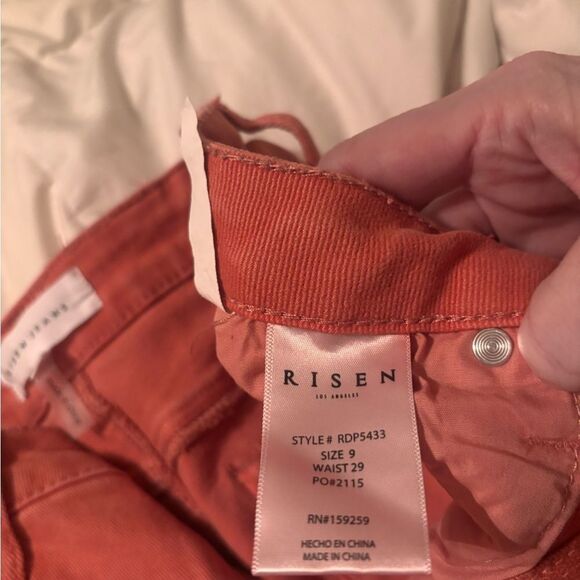 RISEN
LOS ANGELES
STYLE# RDP5433
SIZE 9
WAIST 29
PO#2115
RN#159259
HECHO EN CHINA
MADE IN CHINA